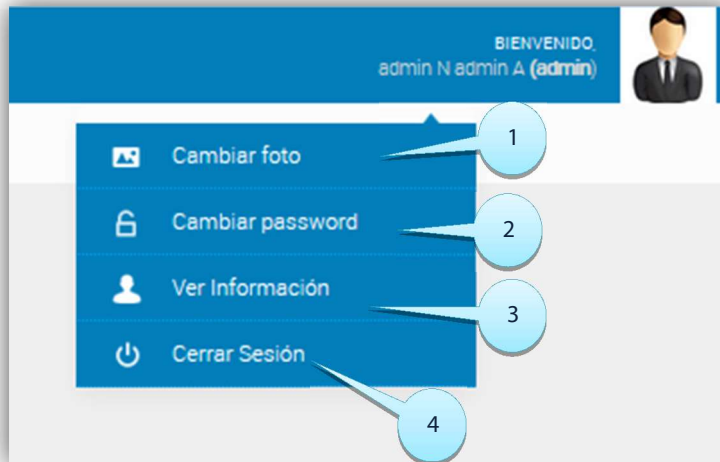 BIENVENIDO,
admin N admin A (admin)
Cambiar foto
1
Cambiar password
2
Ver Información
3
Cerrar Sesión
4